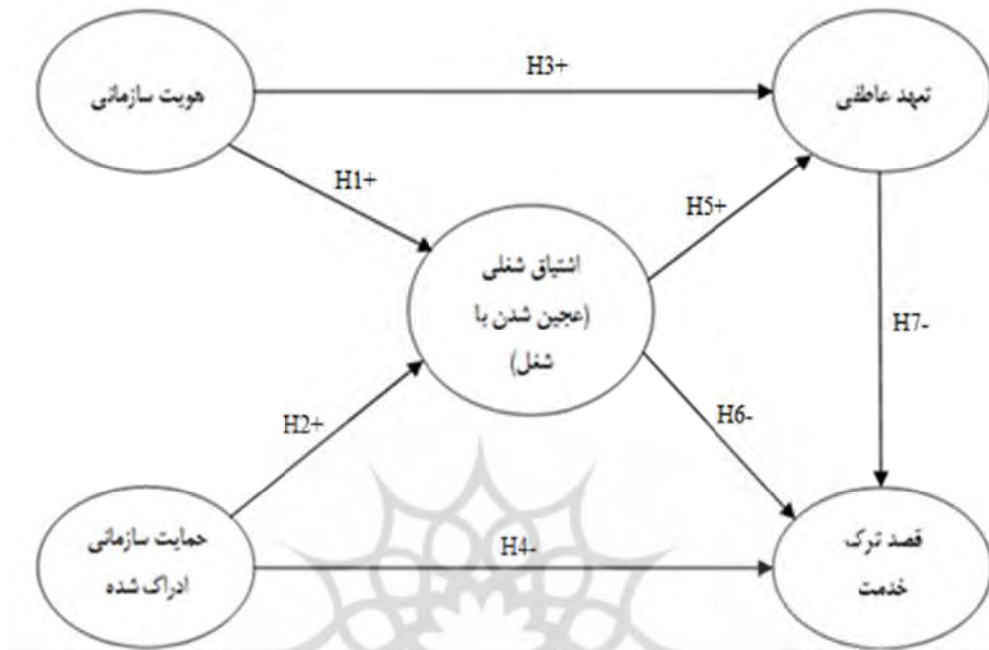 هویت سازمانی
H3+
تعهد عاطفی
H1+
H5+
اشتیاق شغلی
(عجین شدن با
شغل)
H7-
H2+
H6-
حمایت سازمانی
ادراک شده
H4-
قصد ترک
خدمت